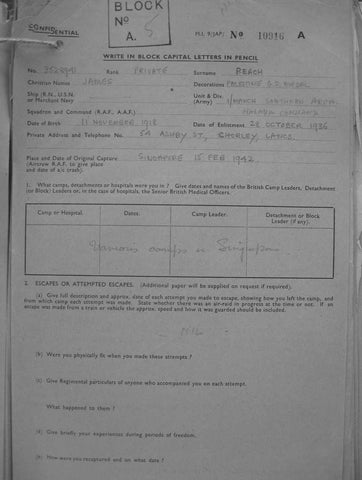 BLOCK
Nº
A. 5
CONFIDENTIAL
M.I. 9/JAP/ Nº 10916 A
WRITE IN BLOCK CAPITAL LETTERS IN PENCIL
No. Rank PRIVATE Surname REACH
Christian Names JAMES Decorations PALESTINE G.S. MEDAL
Ship (R.N., U.S.N. or Merchant Navy) Unit & Div. (Army) SOUTHERN AREA
Squadron and Command (R.A.F., A.A.F.) MALAYA COMMAND
Date of Birth 11 NOVEMBER 1918 Date of Enlistment 28 OCTOBER 1936
Private Address and Telephone No. 54 ASHBY ST, CHORLEY, LANCS.
Place and Date of Original Capture SINGAPORE 15 FEB 1942.
(Aircrew R.A.F. to give place
and date of a/c crash).
1. What camps, detachments or hospitals were you in ? Give dates and names of the British Camp Leaders, Detachment
(or Block) Leaders or, in the case of hospitals, the Senior British Medical Officers.
Camp or Hospital. Dates. Camp Leader. Detachment or Block
Leader (if any).
Various camps in Singapore
2. ESCAPES OR ATTEMPTED ESCAPES. (Additional paper will be supplied on request if required).
(a) Give full description and approx. date of each attempt you made to escape, showing how you left the camp, and
from which camp each attempt was made. State whether there was an air-raid in progress at the time or not. If an
escape was made from a train or vehicle the approx. speed and how it was guarded should be included.
(b) Were you physically fit when you made these attempts ?
(c) Give Regimental particulars of anyone who accompanied you on each attempt.
What happened to them ?
(d) Give briefly your experiences during periods of freedom.
(e) How were you recaptured and on what date ?